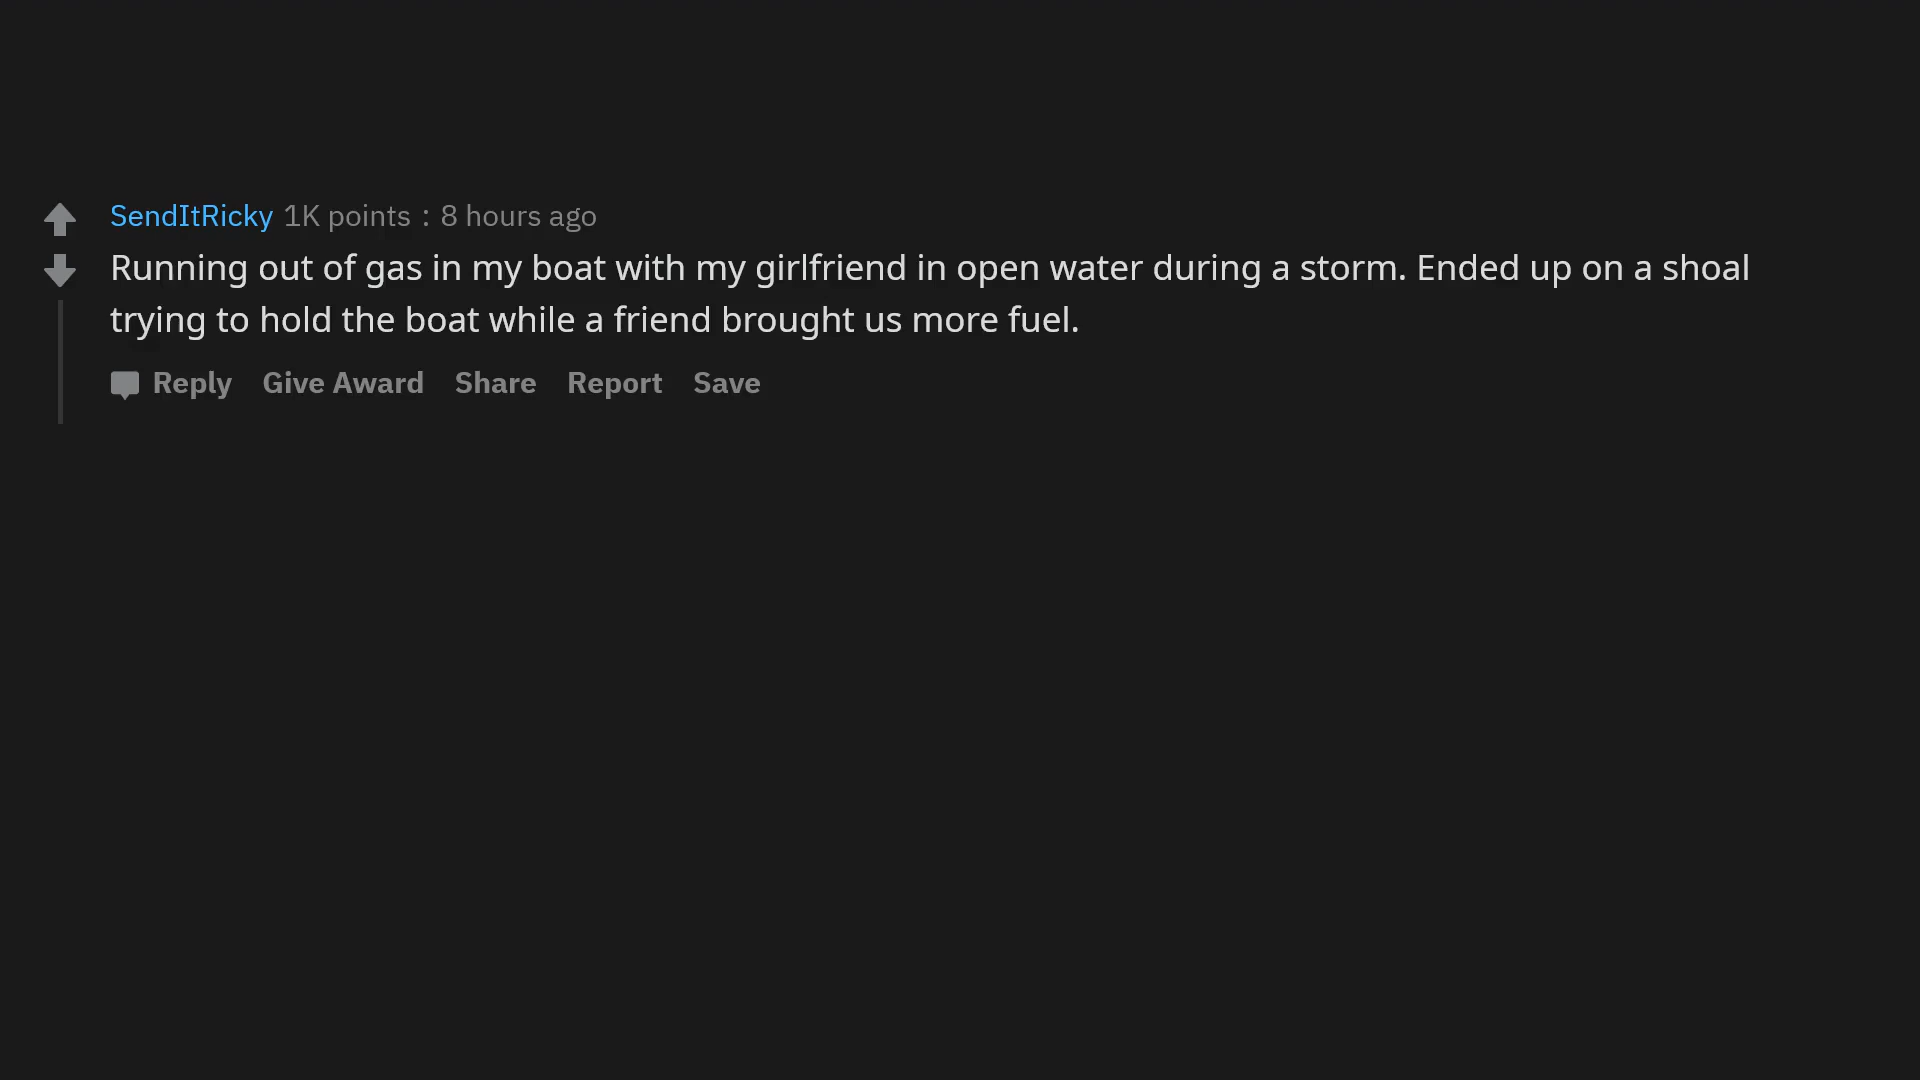 SendItRicky 1K points : 8 hours ago
Running out of gas in my boat with my girlfriend in open water during a storm. Ended up on a shoal
trying to hold the boat while a friend brought us more fuel.
Reply Give Award Share Report Save